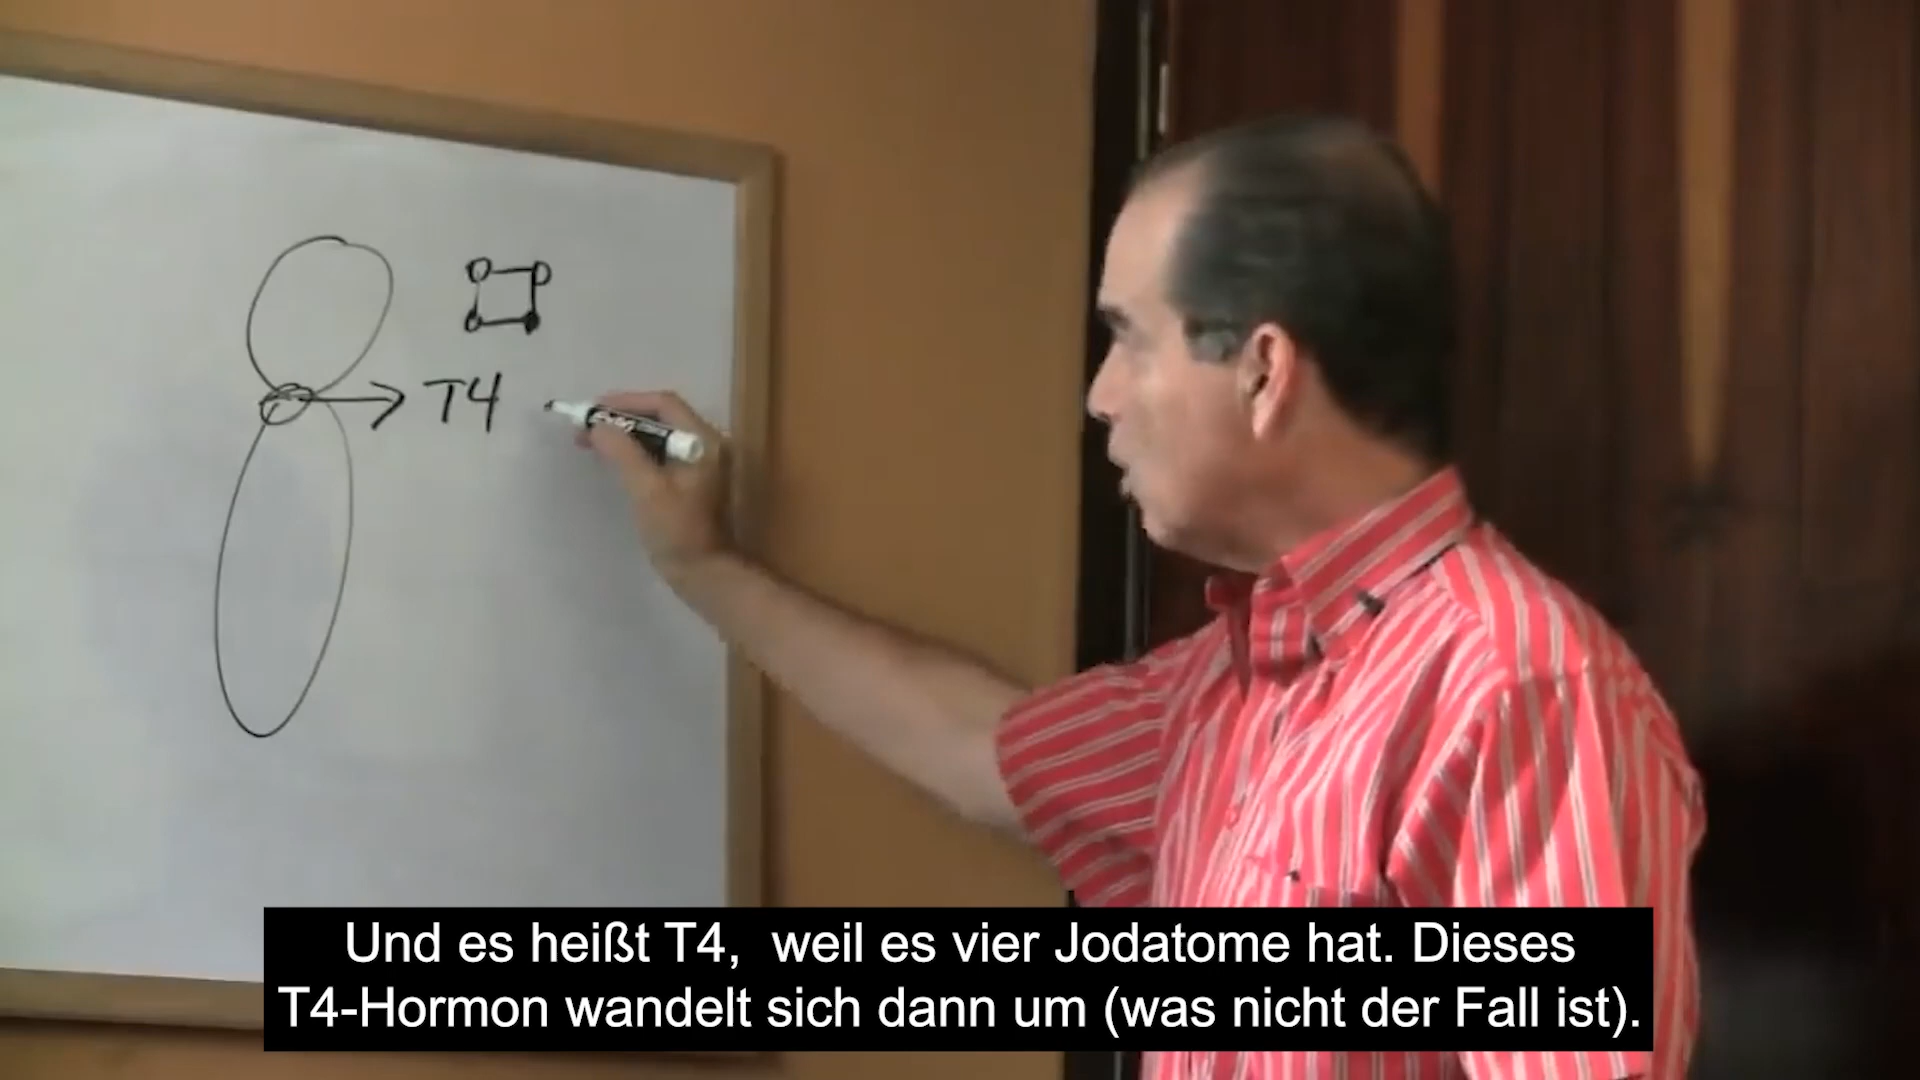 T4
Und es heißt T4,  weil es vier Jodatome hat. Dieses
T4-Hormon wandelt sich dann um (was nicht der Fall ist).